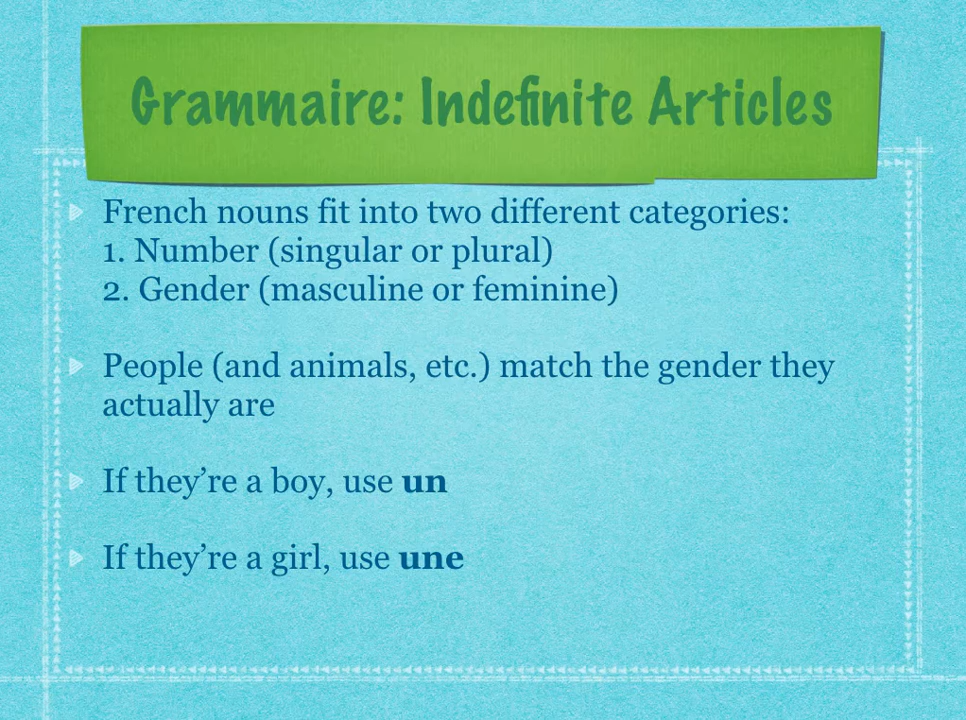 Grammaire: Indefinite Articles
French nouns fit into two different categories:
1. Number (singular or plural)
2. Gender (masculine or feminine)
People (and animals, etc.) match the gender they
actually are
If they’re a boy, use un
If they’re a girl, use une